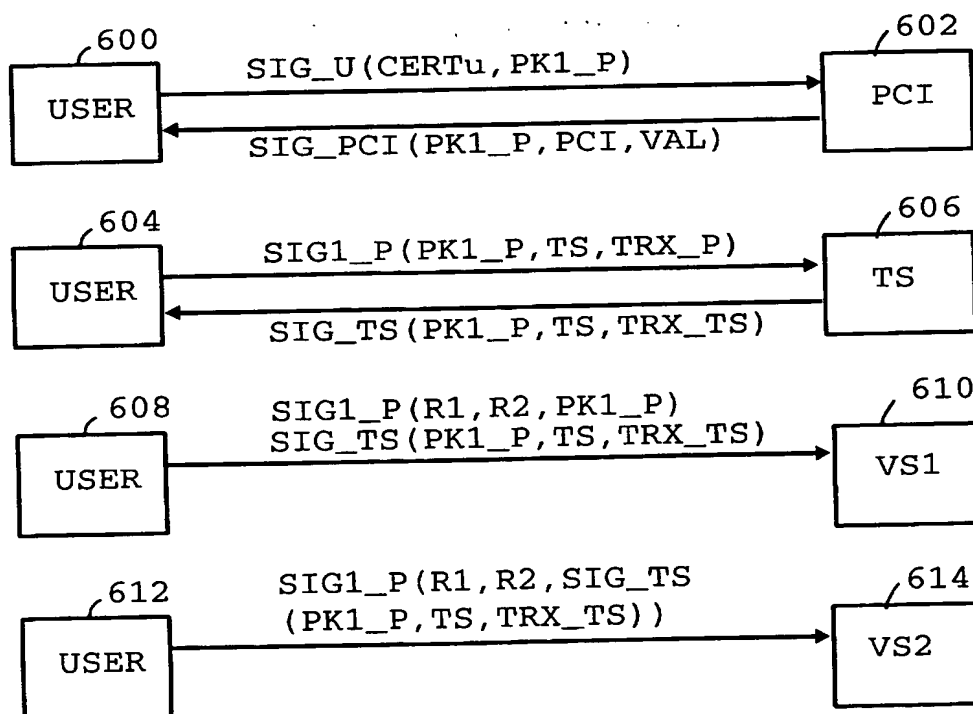 600
602
USER
SIG_U(CERTu,PK1_P)
PCI
SIG_PCI(PK1_P,PCI,VAL)
604
606
USER
SIG1_P(PK1_P,TS,TRX_P)
TS
SIG_TS(PK1_P,TS,TRX_TS)
608
610
USER
SIG1_P(R1,R2,PK1_P)
SIG_TS(PK1_P,TS,TRX_TS)
VS1
612
614
USER
SIG1_P(R1,R2,SIG_TS
(PK1_P,TS,TRX_TS))
VS2